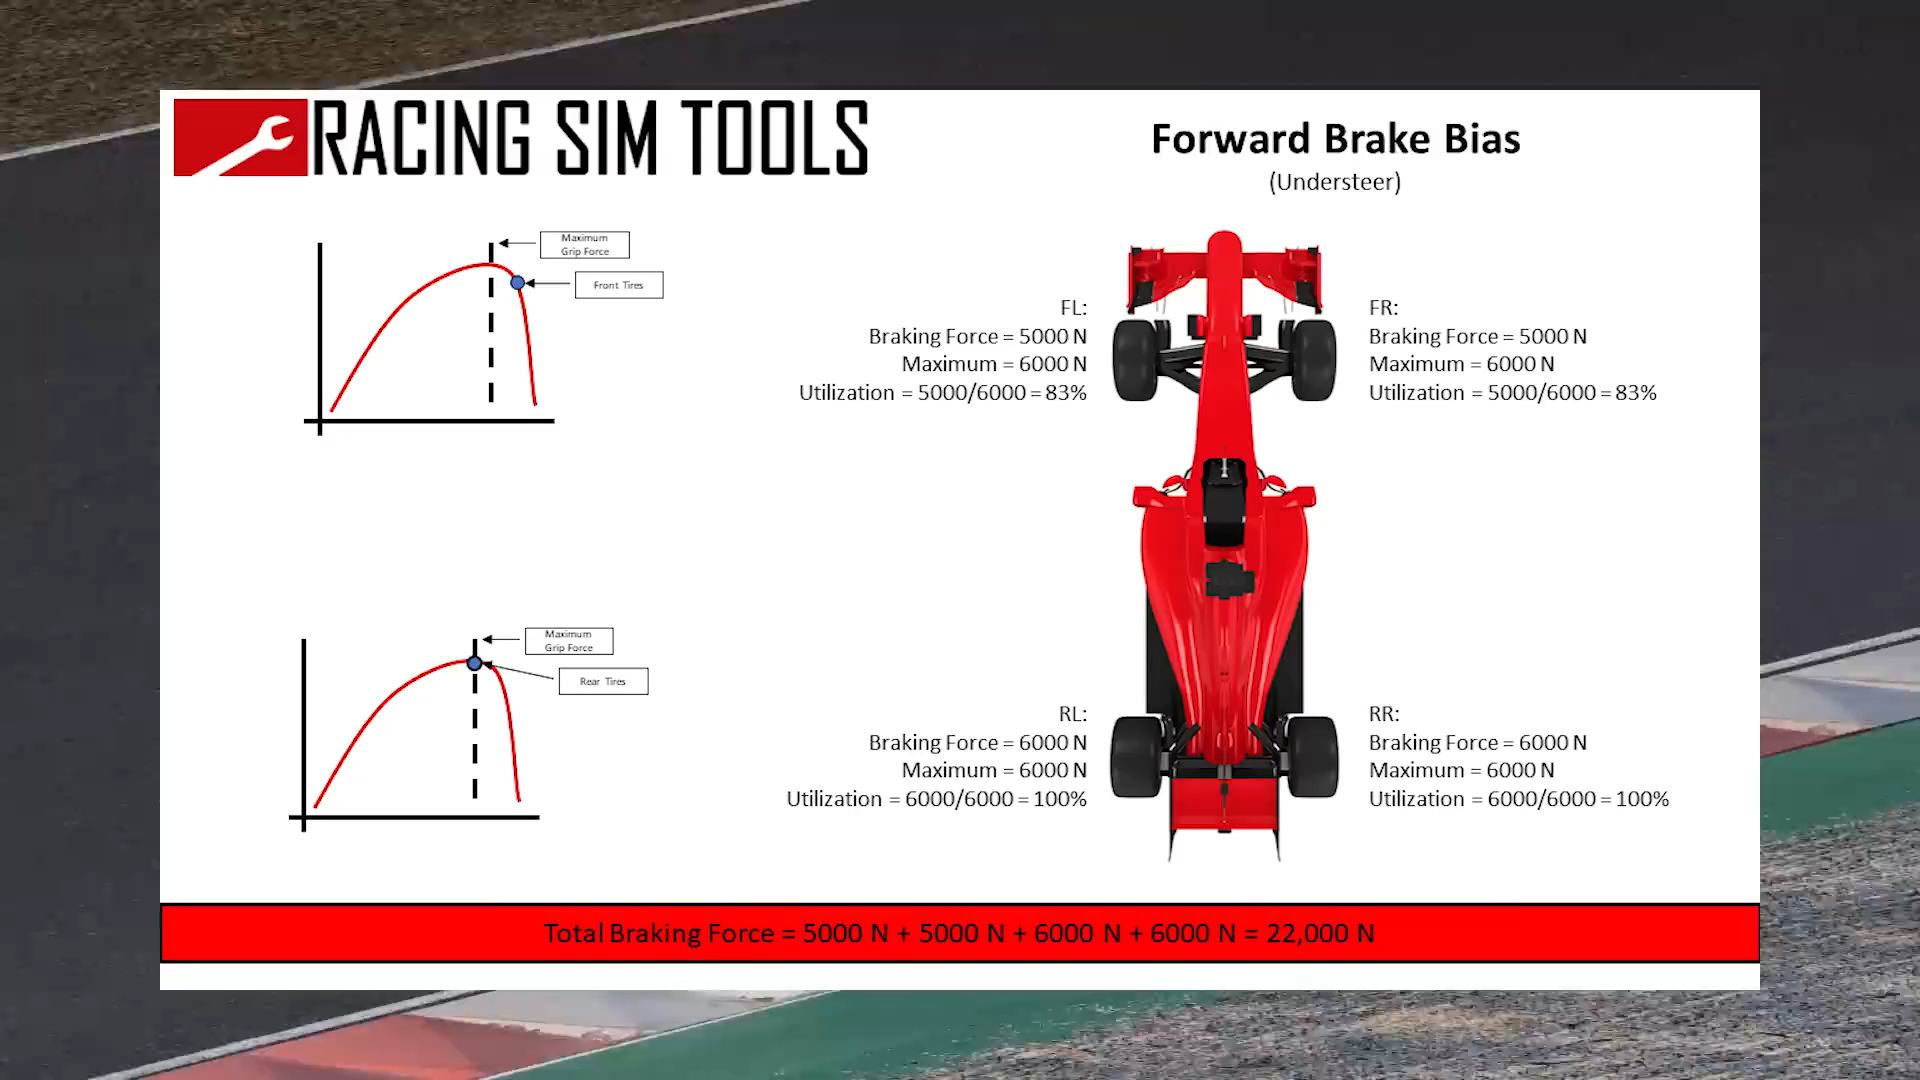 RACING SIM TOOLS
Forward Brake Bias
(Understeer)
Maximum
Grip Force
Front Tires
FL:
Braking Force = 5000 N
Maximum = 6000 N
Utilization = 5000/6000 = 83%
FR:
Braking Force = 5000 N
Maximum = 6000 N
Utilization = 5000/6000 = 83%
Maximum
Grip Force
Rear Tires
RL:
Braking Force = 6000 N
Maximum = 6000 N
Utilization = 6000/6000 = 100%
RR:
Braking Force = 6000 N
Maximum = 6000 N
Utilization = 6000/6000 = 100%
Total Braking Force = 5000 N + 5000 N + 6000 N + 6000 N = 22,000 N